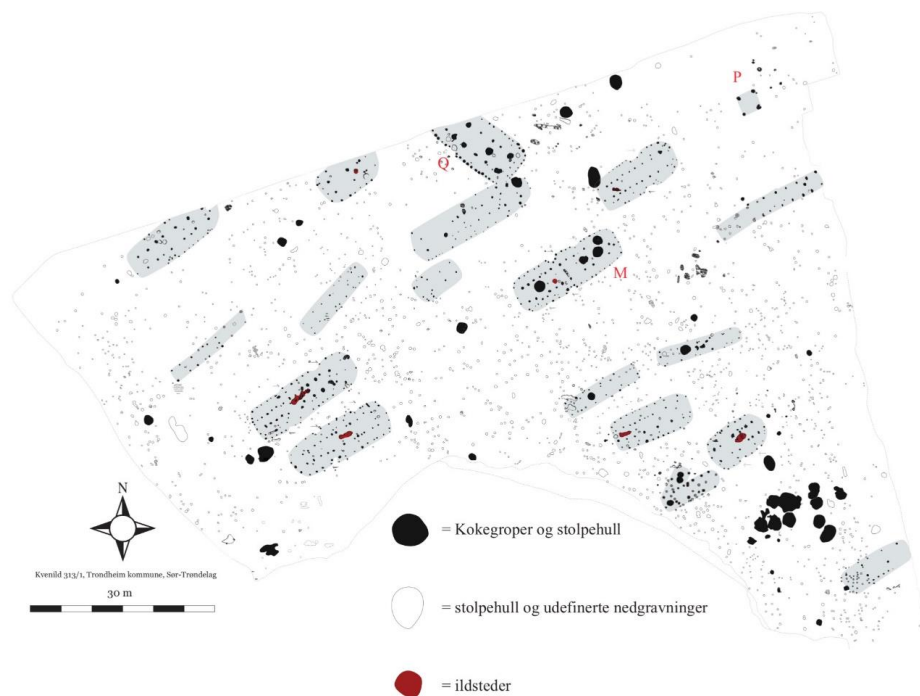 P
Q
M
N
Kvenild 313/1, Trondheim kommune, Sør-Trøndelag
30 m
= Kokegroper og stolpehull
= stolpehull og udefinerte nedgravninger
= ildsteder